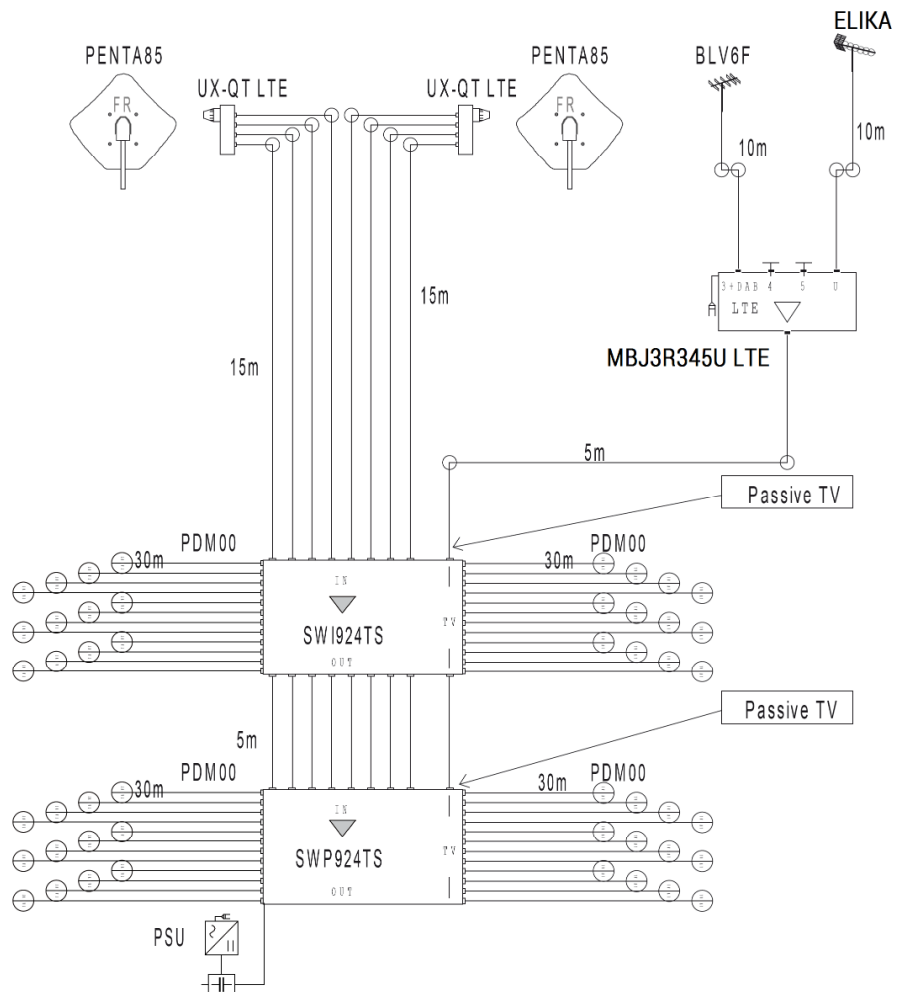 ELIKA
PENTA85
PENTA85
BLV6F
UX-QT LTE
UX-QT LTE
FR
FR
10m
10m
3+DAB 4 5 U
LTE
15m
MBJ3R345U LTE
15m
5m
Passive TV
PDM00
PDM00
30m
30m
IN
TV
SWI924TS
OUT
Passive TV
5m
PDM00
PDM00
30m
30m
IN
TV
SWP924TS
OUT
PSU